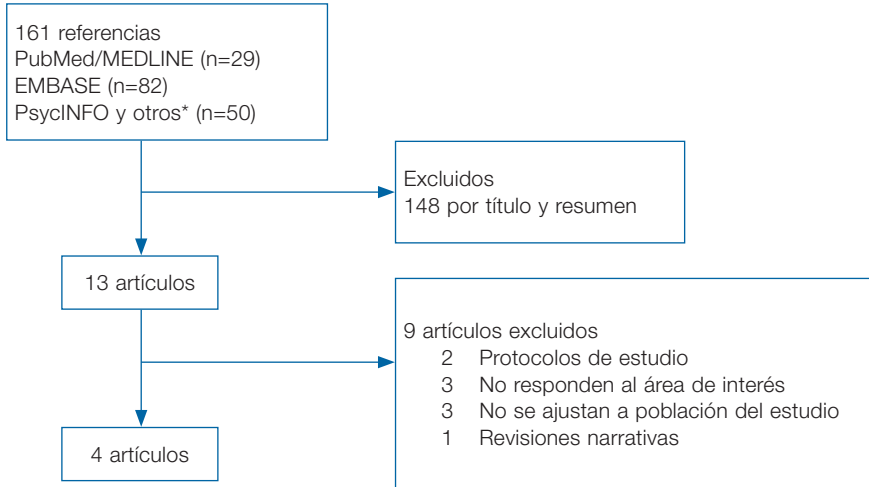 161 referencias
PubMed/MEDLINE (n=29)
EMBASE (n=82)
PsycINFO y otros* (n=50)
Excluidos
148 por título y resumen
13 artículos
9 artículos excluidos
2 Protocolos de estudio
3 No responden al área de interés
3 No se ajustan a población del estudio
1 Revisiones narrativas
4 artículos